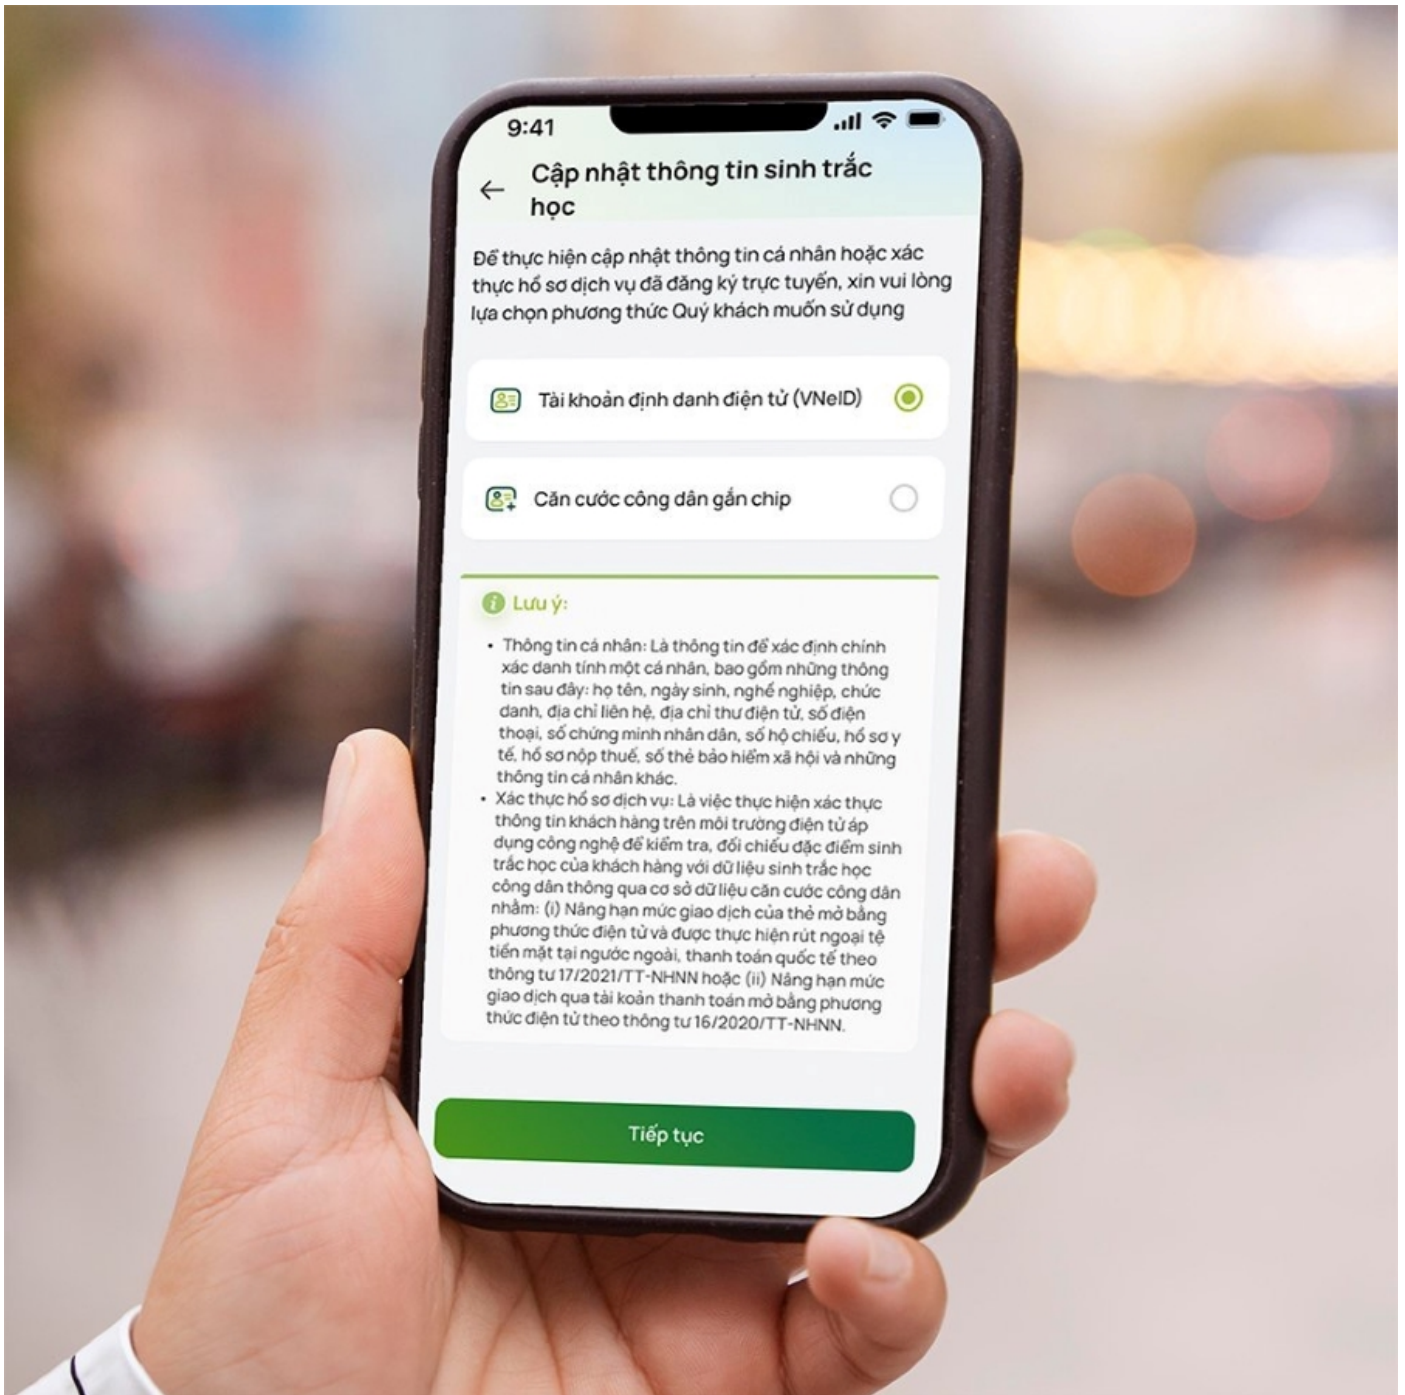 9:41
Cập nhật thông tin sinh trắc
học
Để thực hiện cập nhật thông tin cá nhân hoặc xác
thực hồ sơ dịch vụ đã đăng ký trực tuyến, xin vui lòng
lựa chọn phương thức Quý khách muốn sử dụng
Tài khoản định danh điện tử (VNeID)
Căn cước công dân gắn chip
Lưu ý:
• Thông tin cá nhân: Là thông tin để xác định chính
xác danh tính một cá nhân, bao gồm những thông
tin sau đây: họ tên, ngày sinh, nghề nghiệp, chức
danh, địa chỉ liên hệ, địa chỉ thư điện tử, số điện
thoại, số chứng minh nhân dân, số hộ chiếu, hồ sơ y
tế, hồ sơ nộp thuế, số thẻ bảo hiểm xã hội và những
thông tin cá nhân khác.
• Xác thực hồ sơ dịch vụ: Là việc thực hiện xác thực
thông tin khách hàng trên môi trường điện tử áp
dụng công nghệ để kiểm tra, đối chiếu đặc điểm sinh
trắc học của khách hàng với dữ liệu sinh trắc học
công dân thông qua cơ sở dữ liệu căn cước công dân
nhằm: (i) Nâng hạn mức giao dịch của thẻ mở bằng
phương thức điện tử và được thực hiện rút ngoại tệ
tiền mặt tại ngước ngoài, thanh toán quốc tế theo
thông tư 17/2021/TT-NHNN hoặc (ii) Nâng hạn mức
giao dịch qua tài koản thanh toán mở bằng phương
thức điện tử theo thông tư 16/2020/TT-NHNN.
Tiếp tục